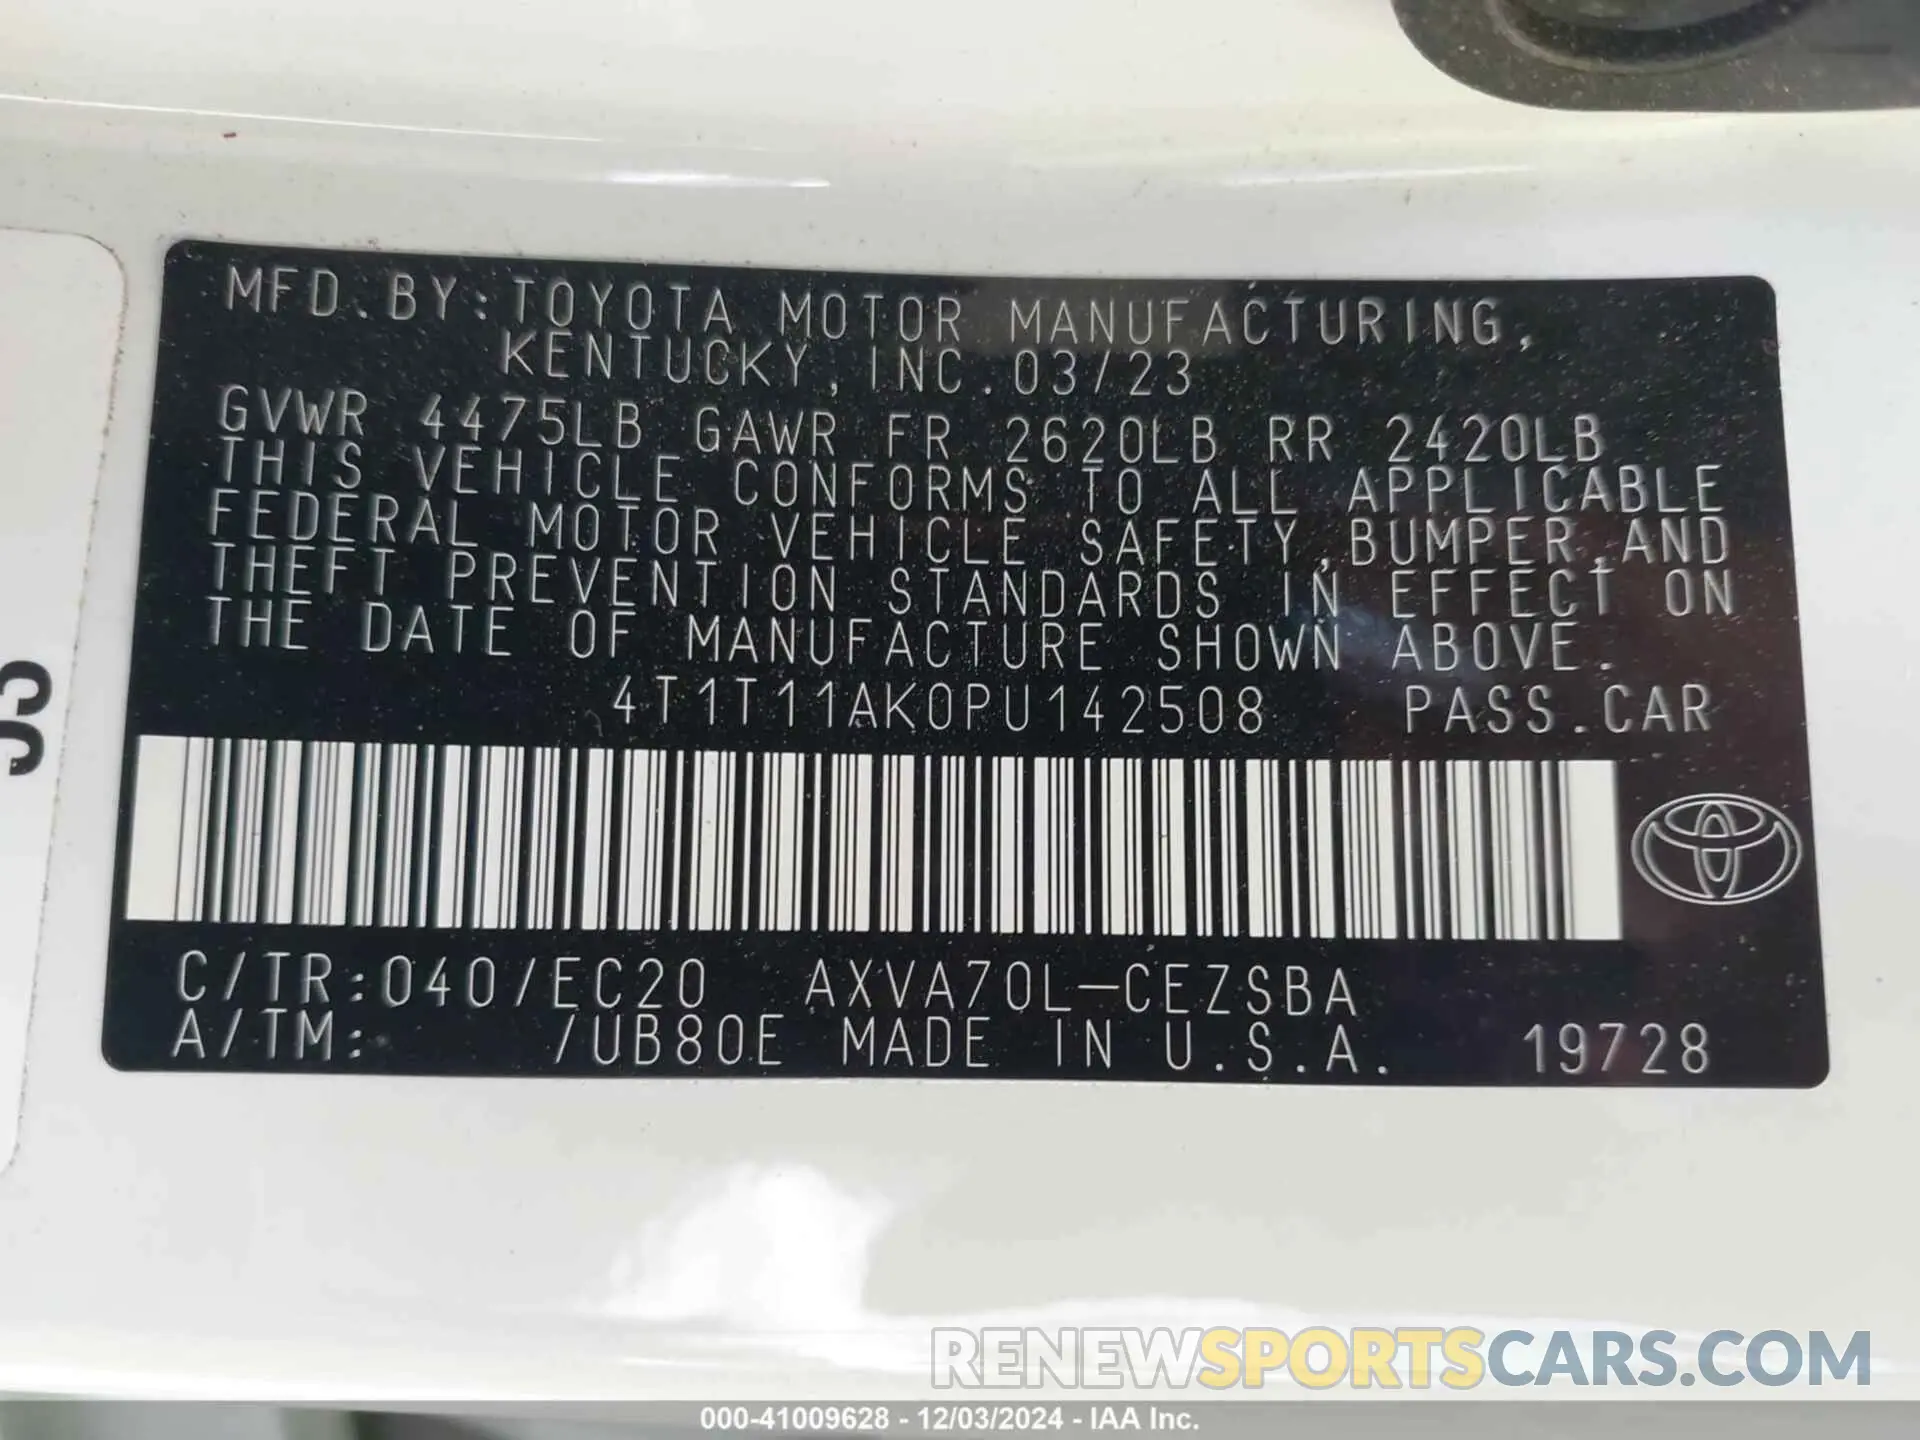 MFD.BY:TOYOTA MOTOR MANUFACTURING,
KENTUCKY, INC.03/23
GVWR 4475LB GAWR FR 2620LB RR 2420LB
THIS VEHICLE CONFORMS TO ALL APPLICABLE
FEDERAL MOTOR VEHICLE SAFETY,BUMPER,AND
THEFT PREVENTION STANDARDS IN EFFECT ON
THE DATE OF MANUFACTURE SHOWN ABOVE.
4T1T11AK0PU142508 PASS.CAR
C/TR:040/EC20 AXVA70L-CEZSBA
A/TM: /UB80E MADE IN U.S.A. 19728
RENEWSPORTSCARS.COM
000-41009628 - 12/03/2024 - IAA Inc.